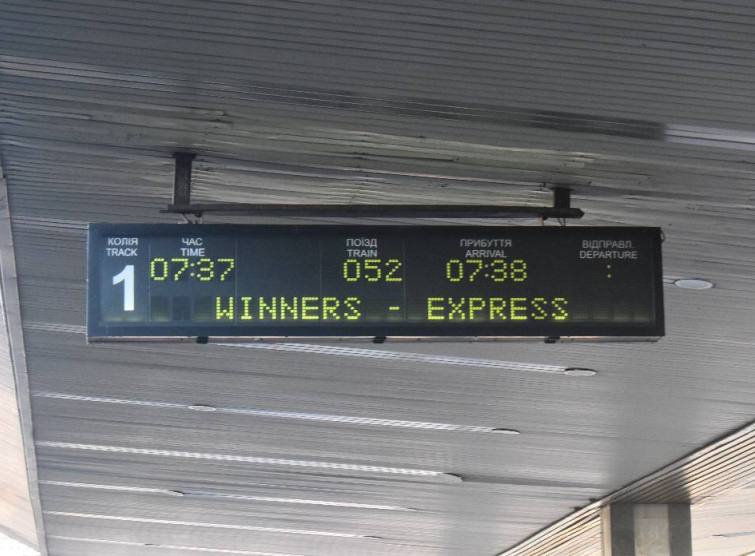 КОЛІЯ ЧАС ПОЇЗД ПРИБУТТЯ ВІДПРАВЛ.
TRACK TIME TRAIN ARRIVAL DEPARTURE
1 07:37 052 07:38 :
WINNERS - EXPRESS